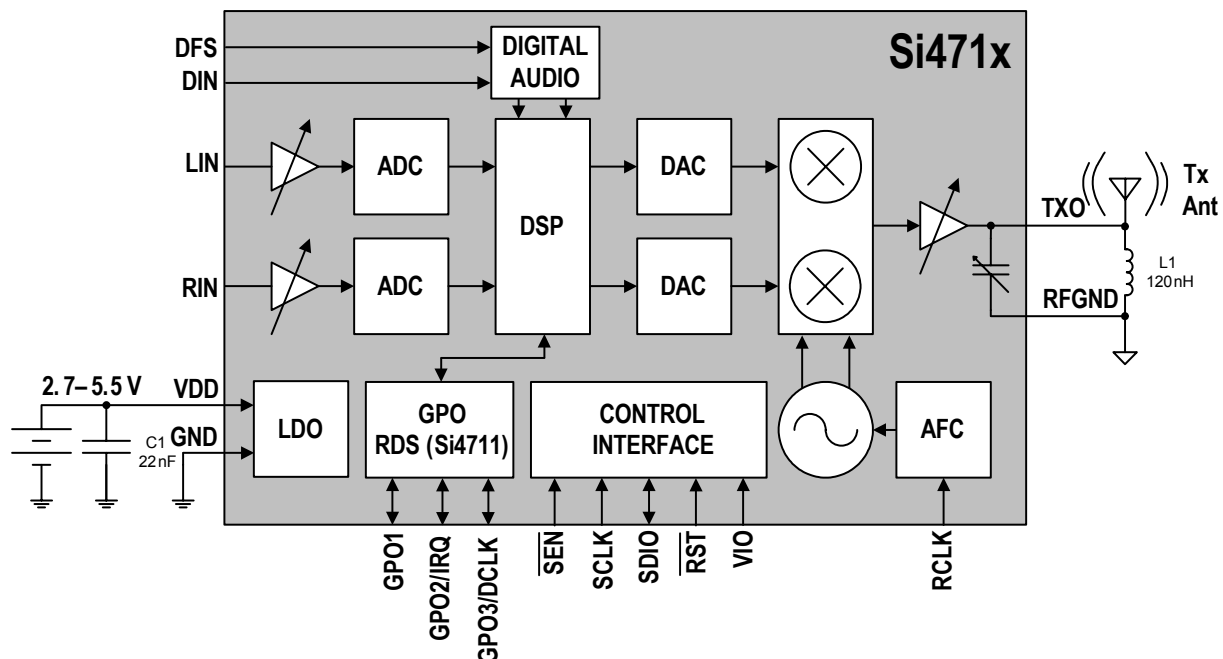 Si471x
DFS
DIN
DIGITAL
AUDIO
LIN
ADC
DSP
DAC
TXO
Tx
Ant
RIN
ADC
DAC
L1
120nH
RFGND
2.7–5.5 V
VDD
C1
22nF
GND
LDO
GPO
RDS (Si4711)
CONTROL
INTERFACE
AFC
GPO1
GPO2/IRQ
GPO3/DCLK
SEN
SCLK
SDIO
RST
VIO
RCLK